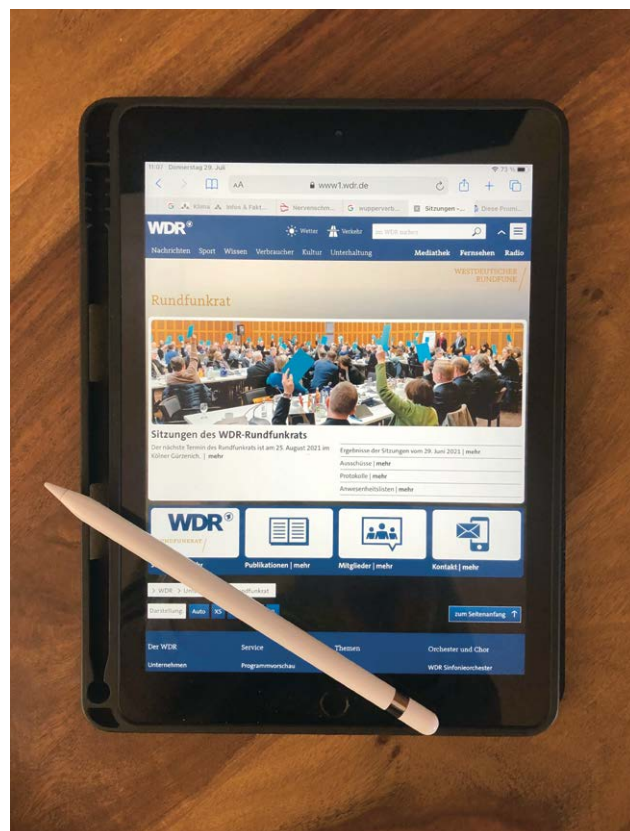 11:07 Donnerstag 29. Juli
73 %
AA
www1.wdr.de
Klima
Infos & Fakt...
Nervenschm...
G wupperverb...
Sitzungen -...
Diese Prom...
WDR
Wetter
Verkehr
im WDR suchen
Nachrichten Sport Wissen Verbraucher Kultur Unterhaltung
Mediathek Fernsehen Radio
WESTDEUTSCHER
RUNDFUNK
Rundfunkrat
Sitzungen des WDR-Rundfunkrats
Der nächste Termin des Rundfunkrats ist am 25. August 2021 im
Kölner Gürzenich. | mehr
Ergebnisse der Sitzungen vom 29. Juni 2021 | mehr
Ausschüsse | mehr
Protokolle | mehr
Anwesenheitslisten | mehr
WDR
Publikationen | mehr
Mitglieder | mehr
Kontakt | mehr
> WDR >
Darstellung Auto XS
zum Seitenanfang
Der WDR
Service
Themen
Orchester und Chor
Unternehmen
Programmvorschau
WDR Sinfonieorchester